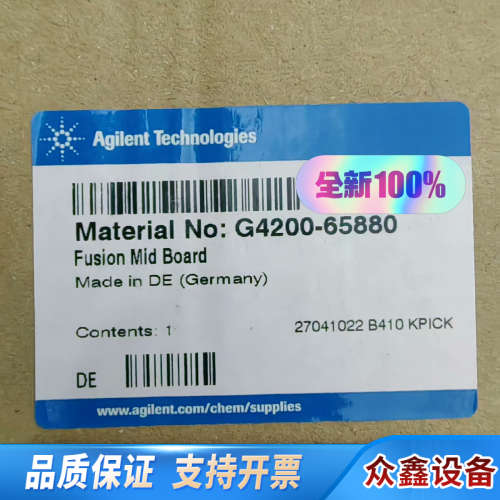 Agilent Technologies
全新100%
Material No: G4200-65880
Fusion Mid Board
Made in DE (Germany)
Contents: 1
27041022 B410 KPICK
DE
www.agilent.com/chem/supplies
品质保证 支持开票
众鑫设备